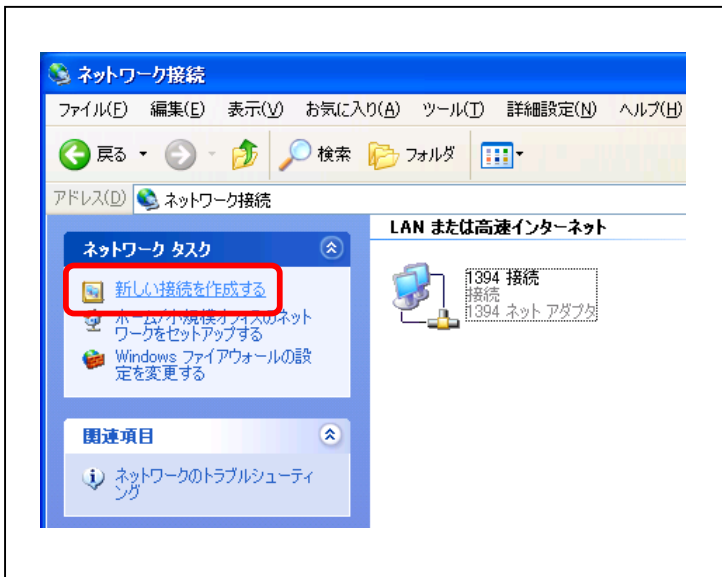 ネットワーク接続
ファイル(F) 編集(E) 表示(V) お気に入り(A) ツール(T) 詳細設定(N) ヘルプ(H)
戻る 検索 フォルダ
アドレス(D) ネットワーク接続
ネットワーク タスク
新しい接続を作成する
ホーム/小規模オフィスのネット
ワークをセットアップする
Windows ファイアウォールの設
定を変更する
関連項目
ネットワークのトラブルシューティ
ング
LAN または高速インターネット
1394 接続
接続
1394 ネット アダプタ